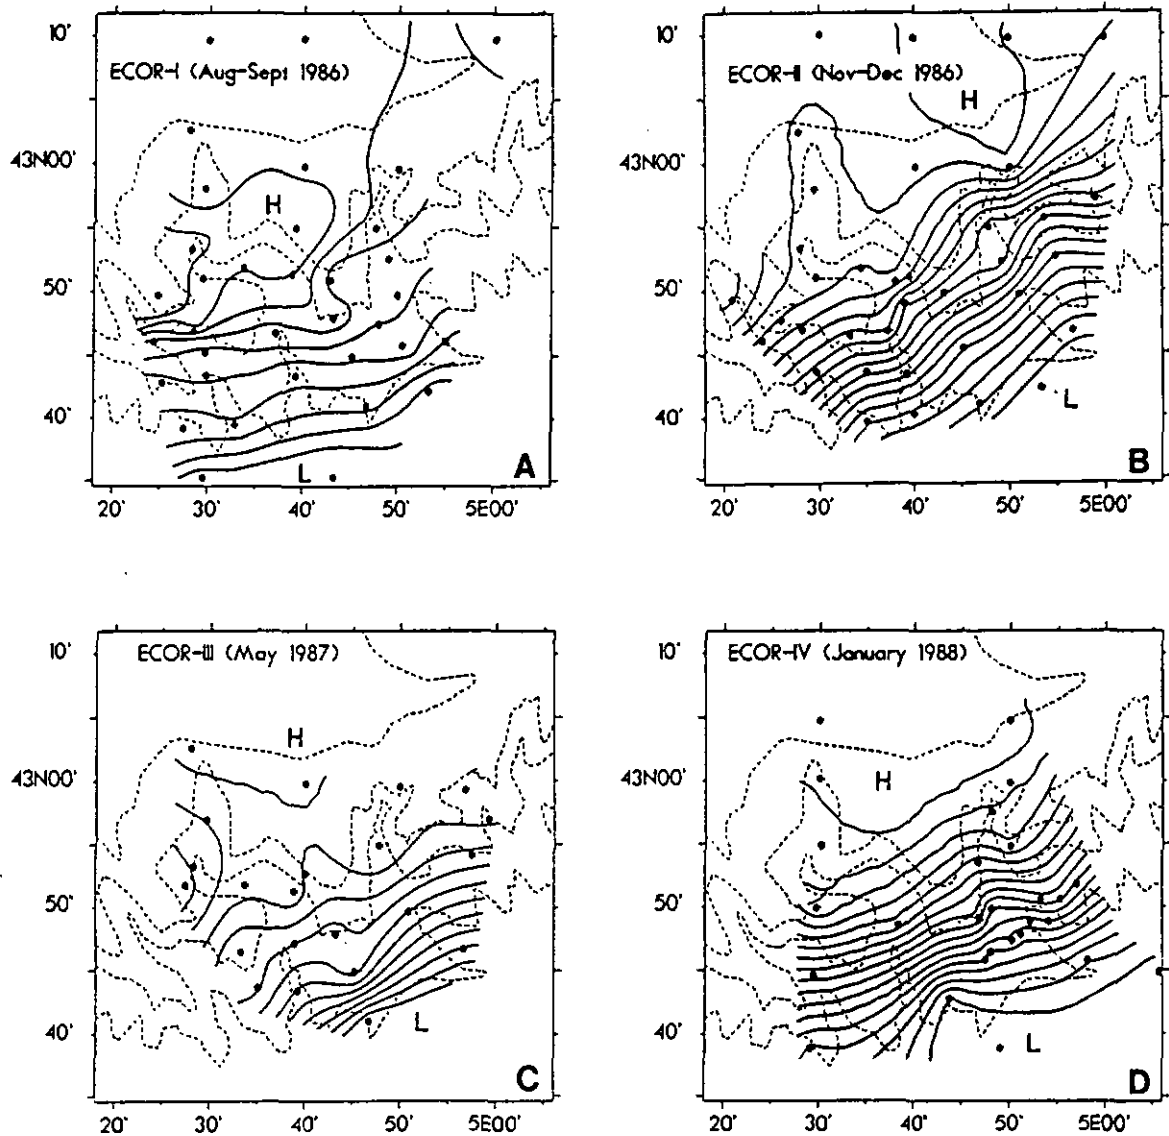 10'
ECOR-I (Aug-Sept 1986)
43N00'
H
50'
40'
L
A
20' 30' 40' 50' 5E00'
10'
ECOR-II (Nov-Dec 1986)
H
50'
40'
L
B
20' 30' 40' 50' 5E00'
10'
ECOR-III (May 1987)
H
43N00'
50'
40'
L
C
20' 30' 40' 50' 5E00'
10'
ECOR-IV (January 1988)
43N00'
H
50'
40'
L
D
20' 30' 40' 50' 5E00'